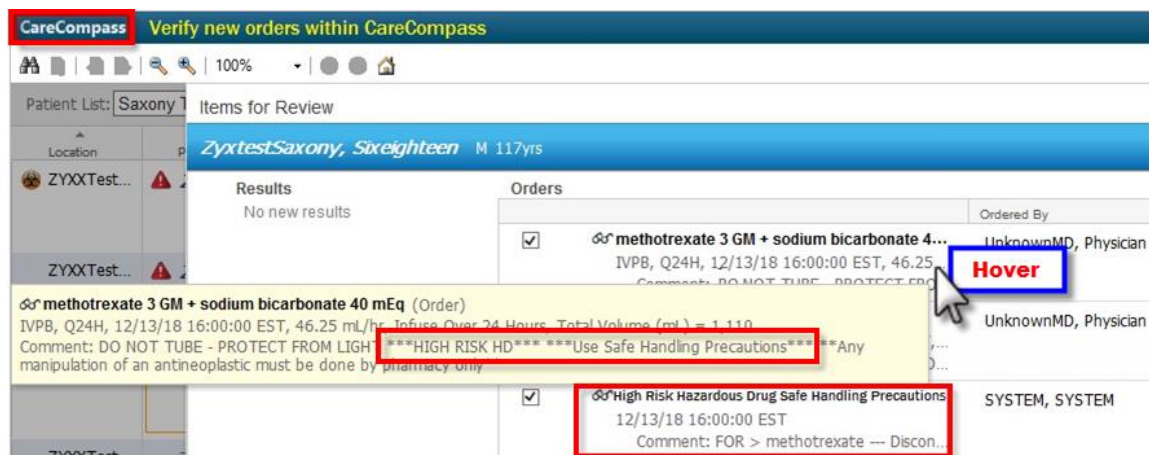 CareCompass Verify new orders within CareCompass
100%
Patient List: Saxony T
Items for Review
Location
ZyxtestSaxony, Sixeighteen M 117yrs
ZYXXTest...
Results
No new results
Orders
Ordered By
methotrexate 3 GM + sodium bicarbonate 4...
IVPB, Q24H, 12/13/18 16:00:00 EST, 46.25...
UnknownMD, Physician
Hover
ZYXXTest...
methotrexate 3 GM + sodium bicarbonate 40 mEq (Order)
IVPB, Q24H, 12/13/18 16:00:00 EST, 46.25 mL/hr, Infuse Over 24 Hours, Total Volume (mL) = 1,110
Comment: DO NOT TUBE - PROTECT FROM LIGHT ***HIGH RISK HD*** ***Use Safe Handling Precautions*** **Any
manipulation of an antineoplastic must be done by pharmacy only
UnknownMD, Physician
High Risk Hazardous Drug Safe Handling Precautions
12/13/18 16:00:00 EST
Comment: FOR > methotrexate --- Discon...
SYSTEM, SYSTEM